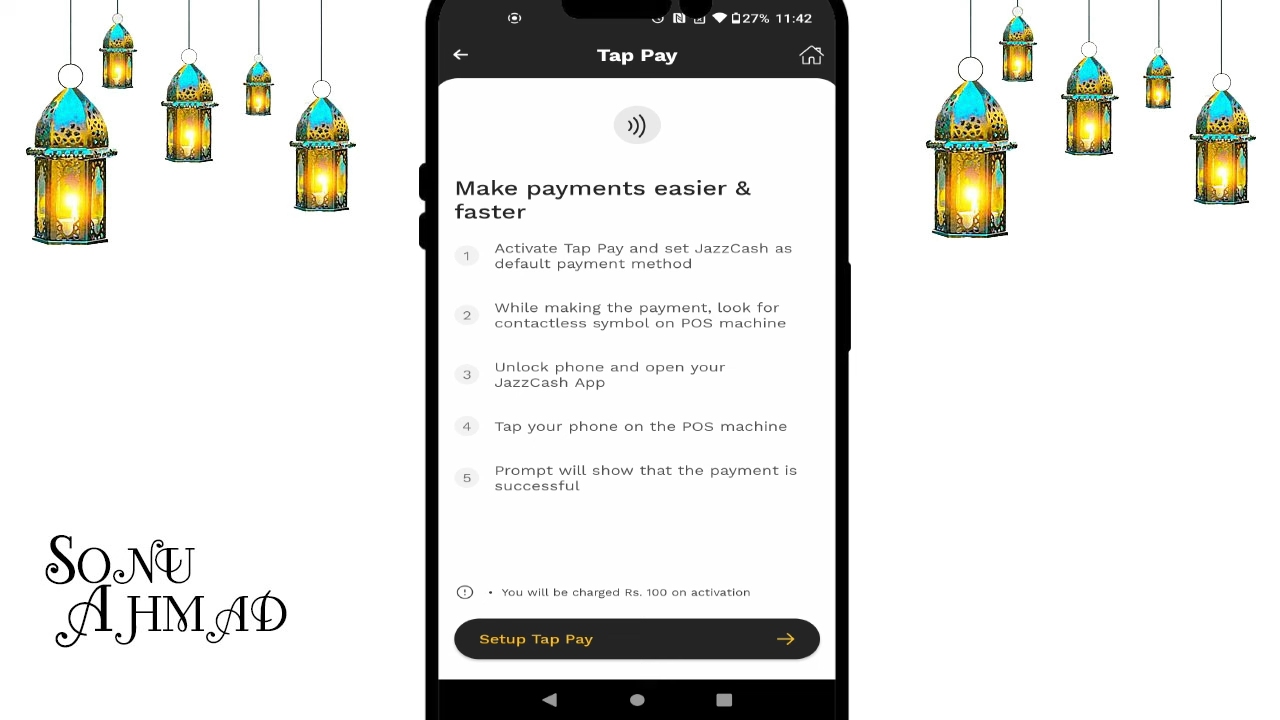 27% 11:42
Tap Pay
Make payments easier &
faster
1 Activate Tap Pay and set JazzCash as
default payment method
2 While making the payment, look for
contactless symbol on POS machine
3 Unlock phone and open your
JazzCash App
4 Tap your phone on the POS machine
5 Prompt will show that the payment is
successful
• You will be charged Rs. 100 on activation
Setup Tap Pay
SONU
AHMAD